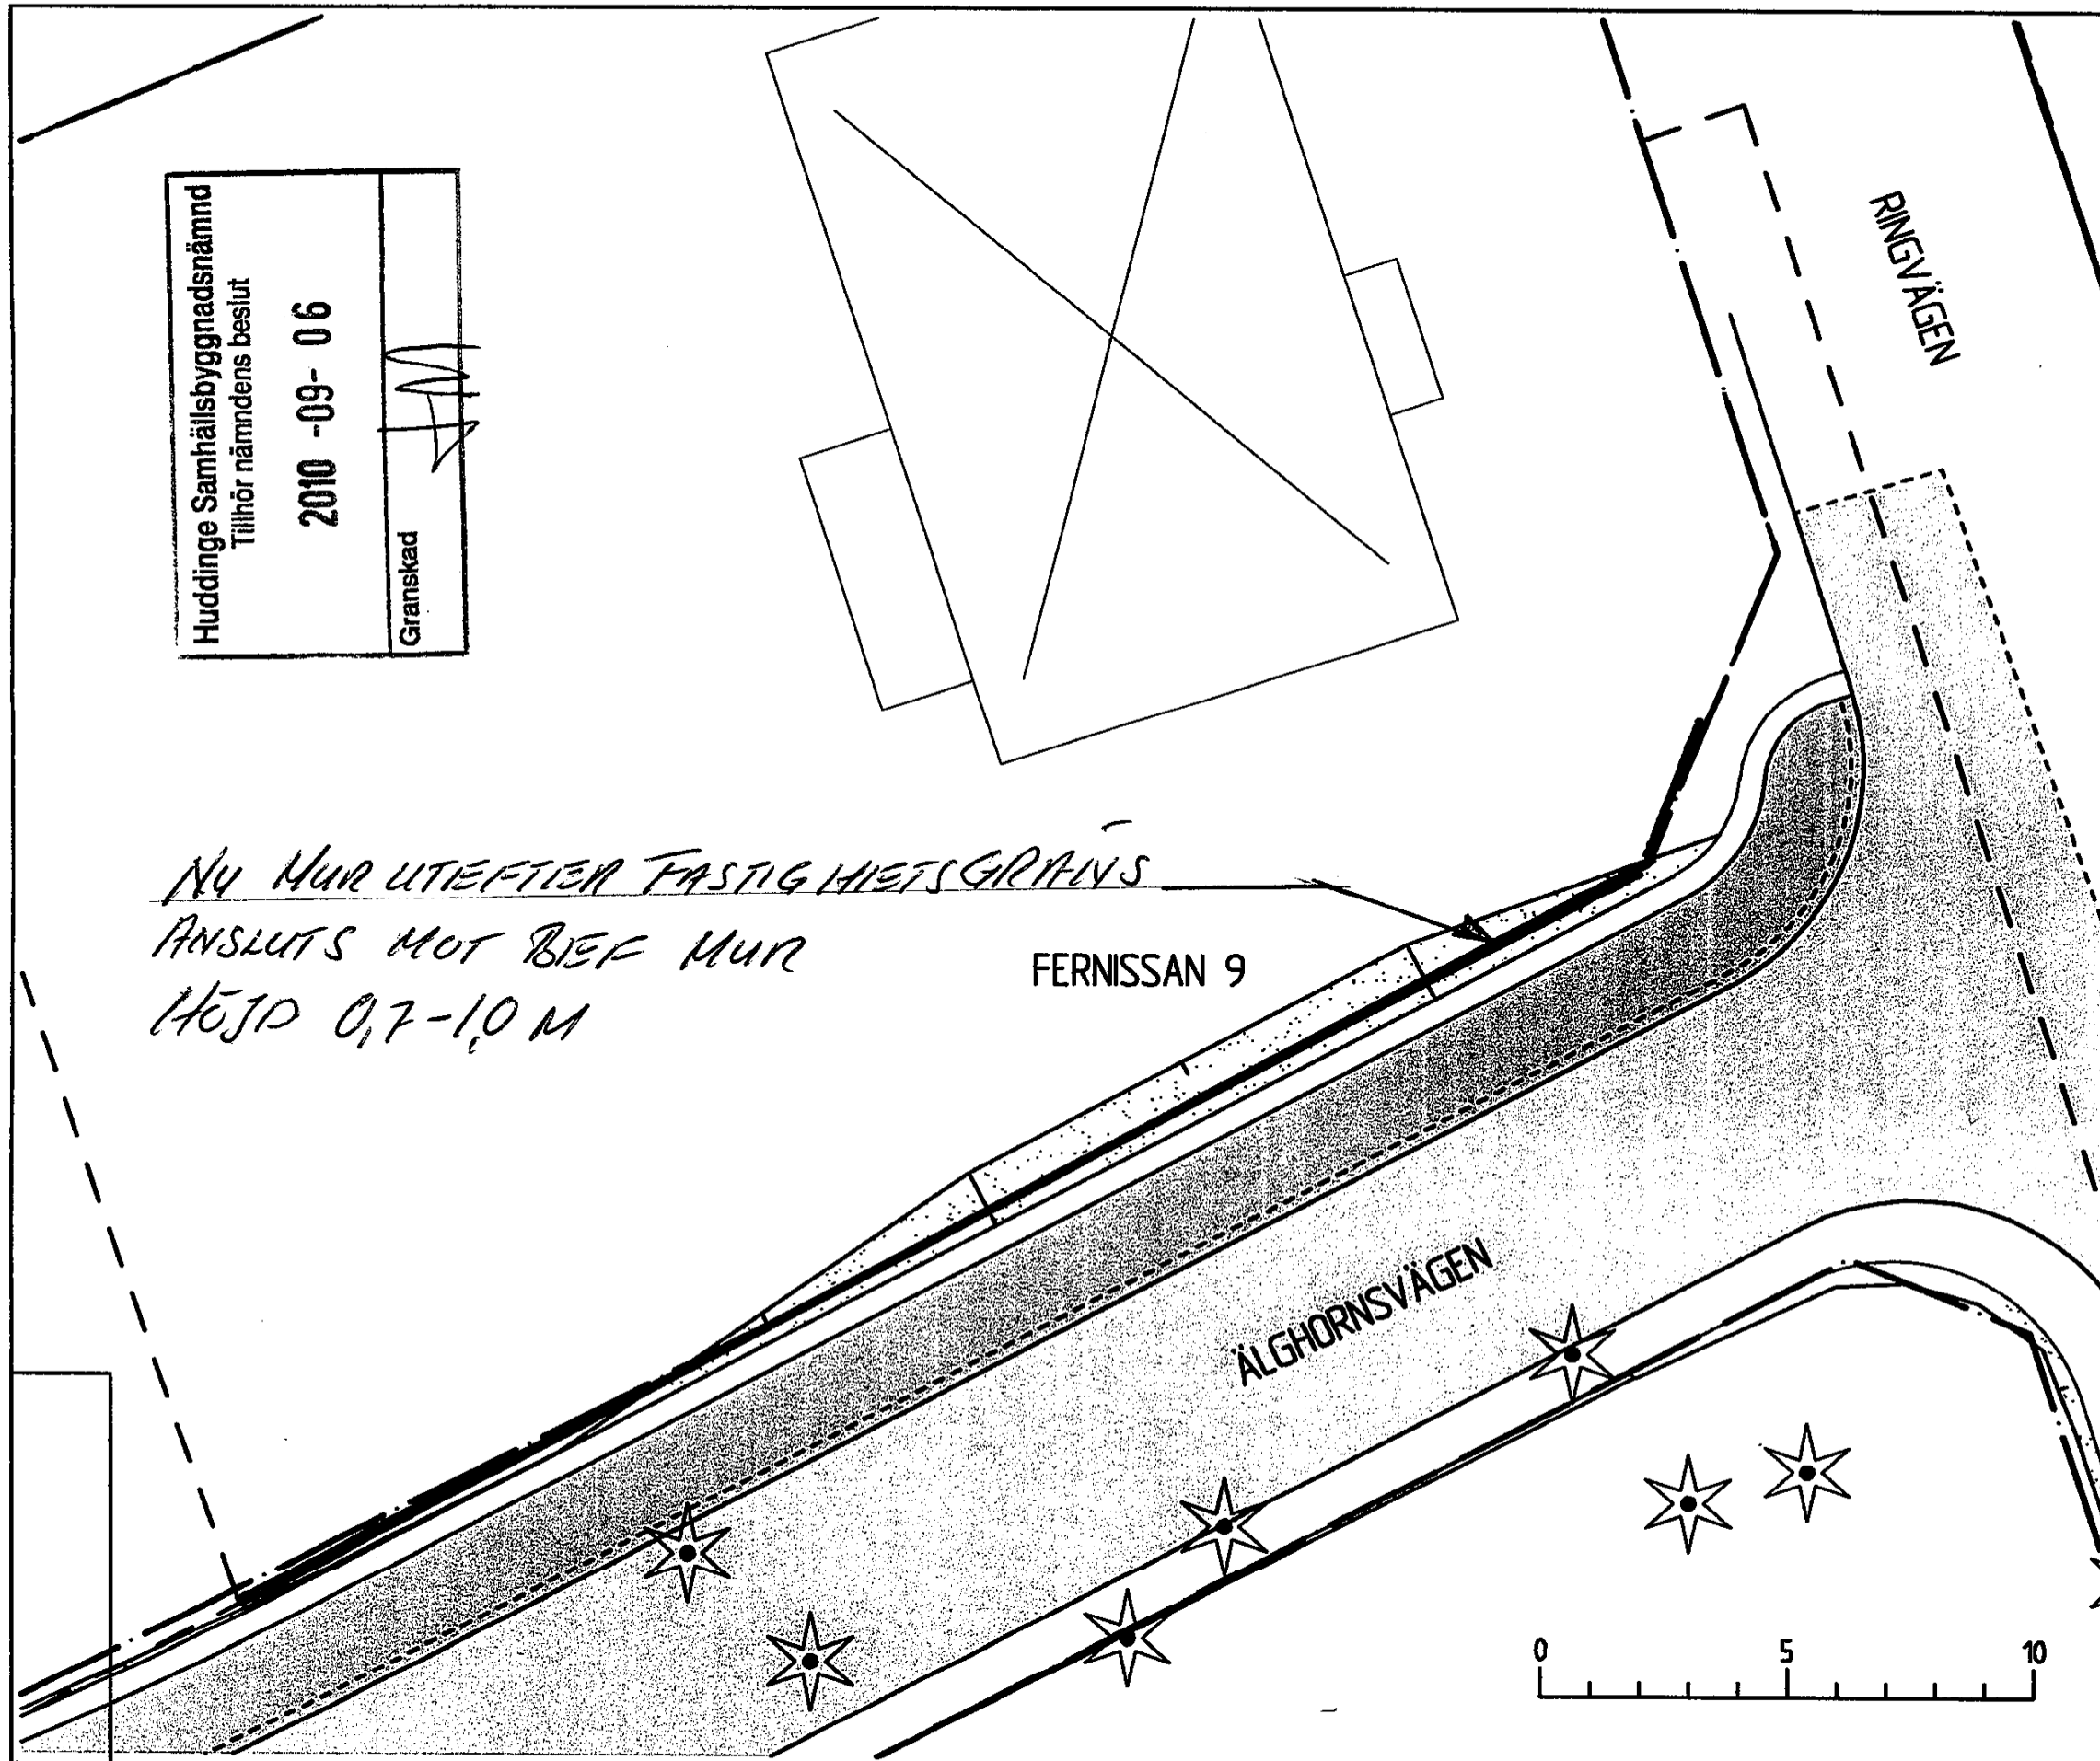 Huddinge Samhällsbyggnadsnämnd
Tillhör nämndens beslut
2010 -09- 06
Granskad
RINGVÄGEN
NY MUR UTEFTER FASTIGHETSGRÄNS
ANSLUTS MOT BEF MUR
HÖJD 0,7-1,0 M
FERNISSAN 9
ÄLGHORNSVÄGEN
0 5 10